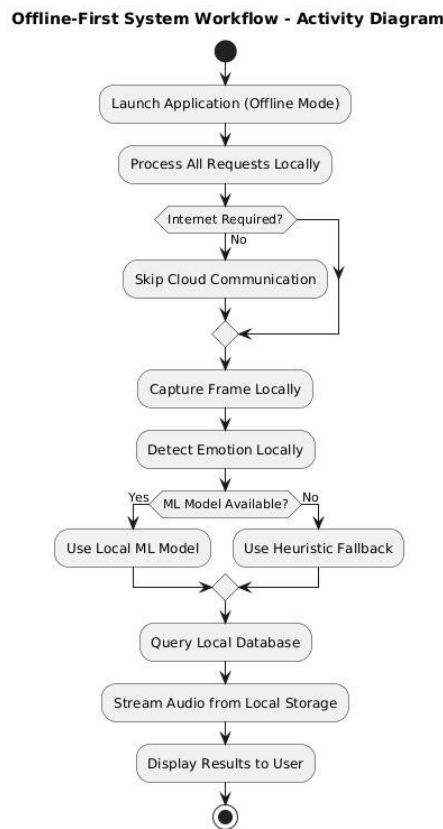 Offline-First System Workflow - Activity Diagram
Launch Application (Offline Mode)
Process All Requests Locally
Internet Required?
No
Skip Cloud Communication
Capture Frame Locally
Detect Emotion Locally
Yes
ML Model Available?
No
Use Local ML Model
Use Heuristic Fallback
Query Local Database
Stream Audio from Local Storage
Display Results to User